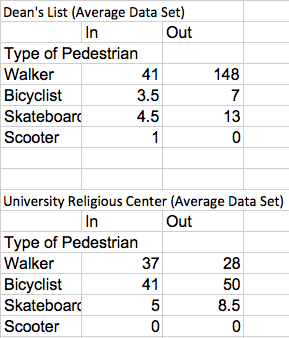 Dean's List (Average Data Set)
In Out
Type of Pedestrian
Walker 41 148
Bicyclist 3.5 7
Skateboard 4.5 13
Scooter 1 0
University Religious Center (Average Data Set)
In Out
Type of Pedestrian
Walker 37 28
Bicyclist 41 50
Skateboard 5 8.5
Scooter 0 0